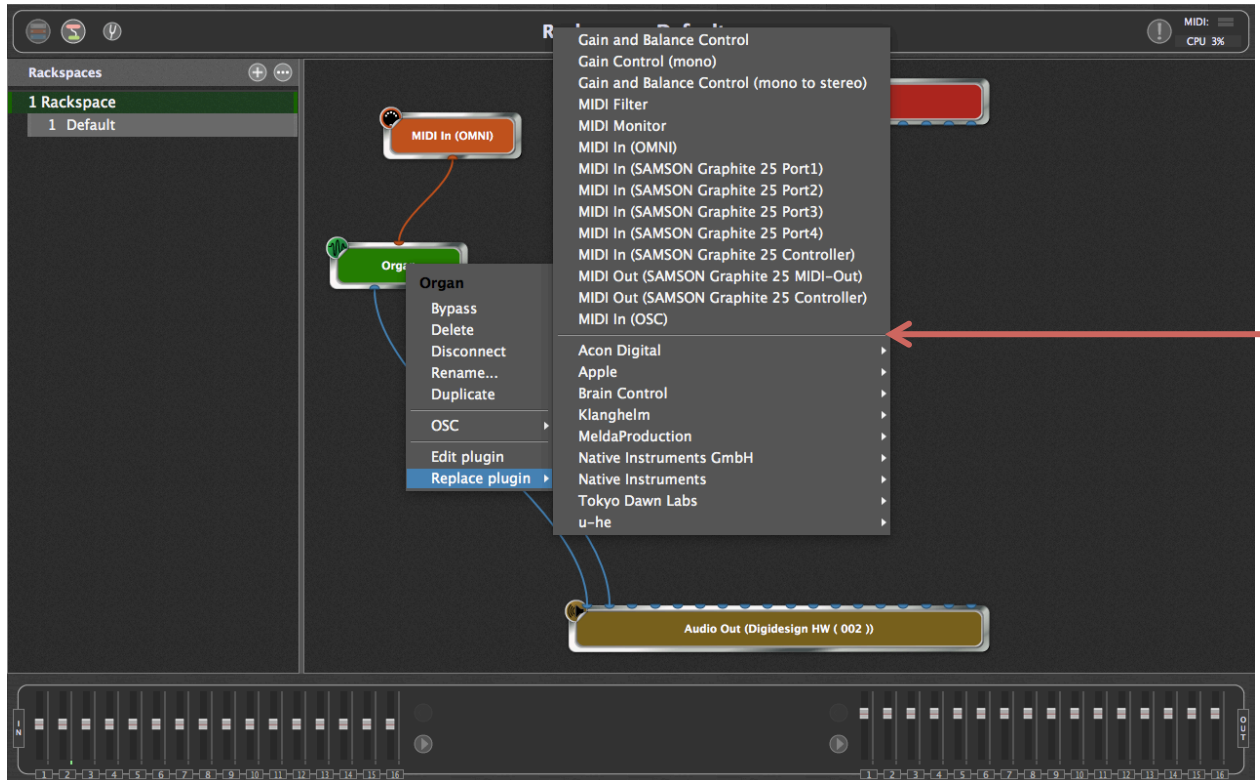 Rackspace: Default
MIDI:
CPU 3%
Rackspaces
1 Rackspace
1 Default
MIDI In (OMNI)
Organ
Organ
Bypass
Delete
Disconnect
Rename...
Duplicate
OSC
Edit plugin
Replace plugin
Gain and Balance Control
Gain Control (mono)
Gain and Balance Control (mono to stereo)
MIDI Filter
MIDI Monitor
MIDI In (OMNI)
MIDI In (SAMSON Graphite 25 Port1)
MIDI In (SAMSON Graphite 25 Port2)
MIDI In (SAMSON Graphite 25 Port3)
MIDI In (SAMSON Graphite 25 Port4)
MIDI In (SAMSON Graphite 25 Controller)
MIDI Out (SAMSON Graphite 25 MIDI-Out)
MIDI Out (SAMSON Graphite 25 Controller)
MIDI In (OSC)
Acon Digital
Apple
Brain Control
Klanghelm
MeldaProduction
Native Instruments GmbH
Native Instruments
Tokyo Dawn Labs
u-he
Audio Out (Digidesign HW ( 002 ))
IN
1 2 3 4 5 6 7 8 9 10 11 12 13 14 15 16
1 2 3 4 5 6 7 8 9 10 11 12 13 14 15 16
OUT